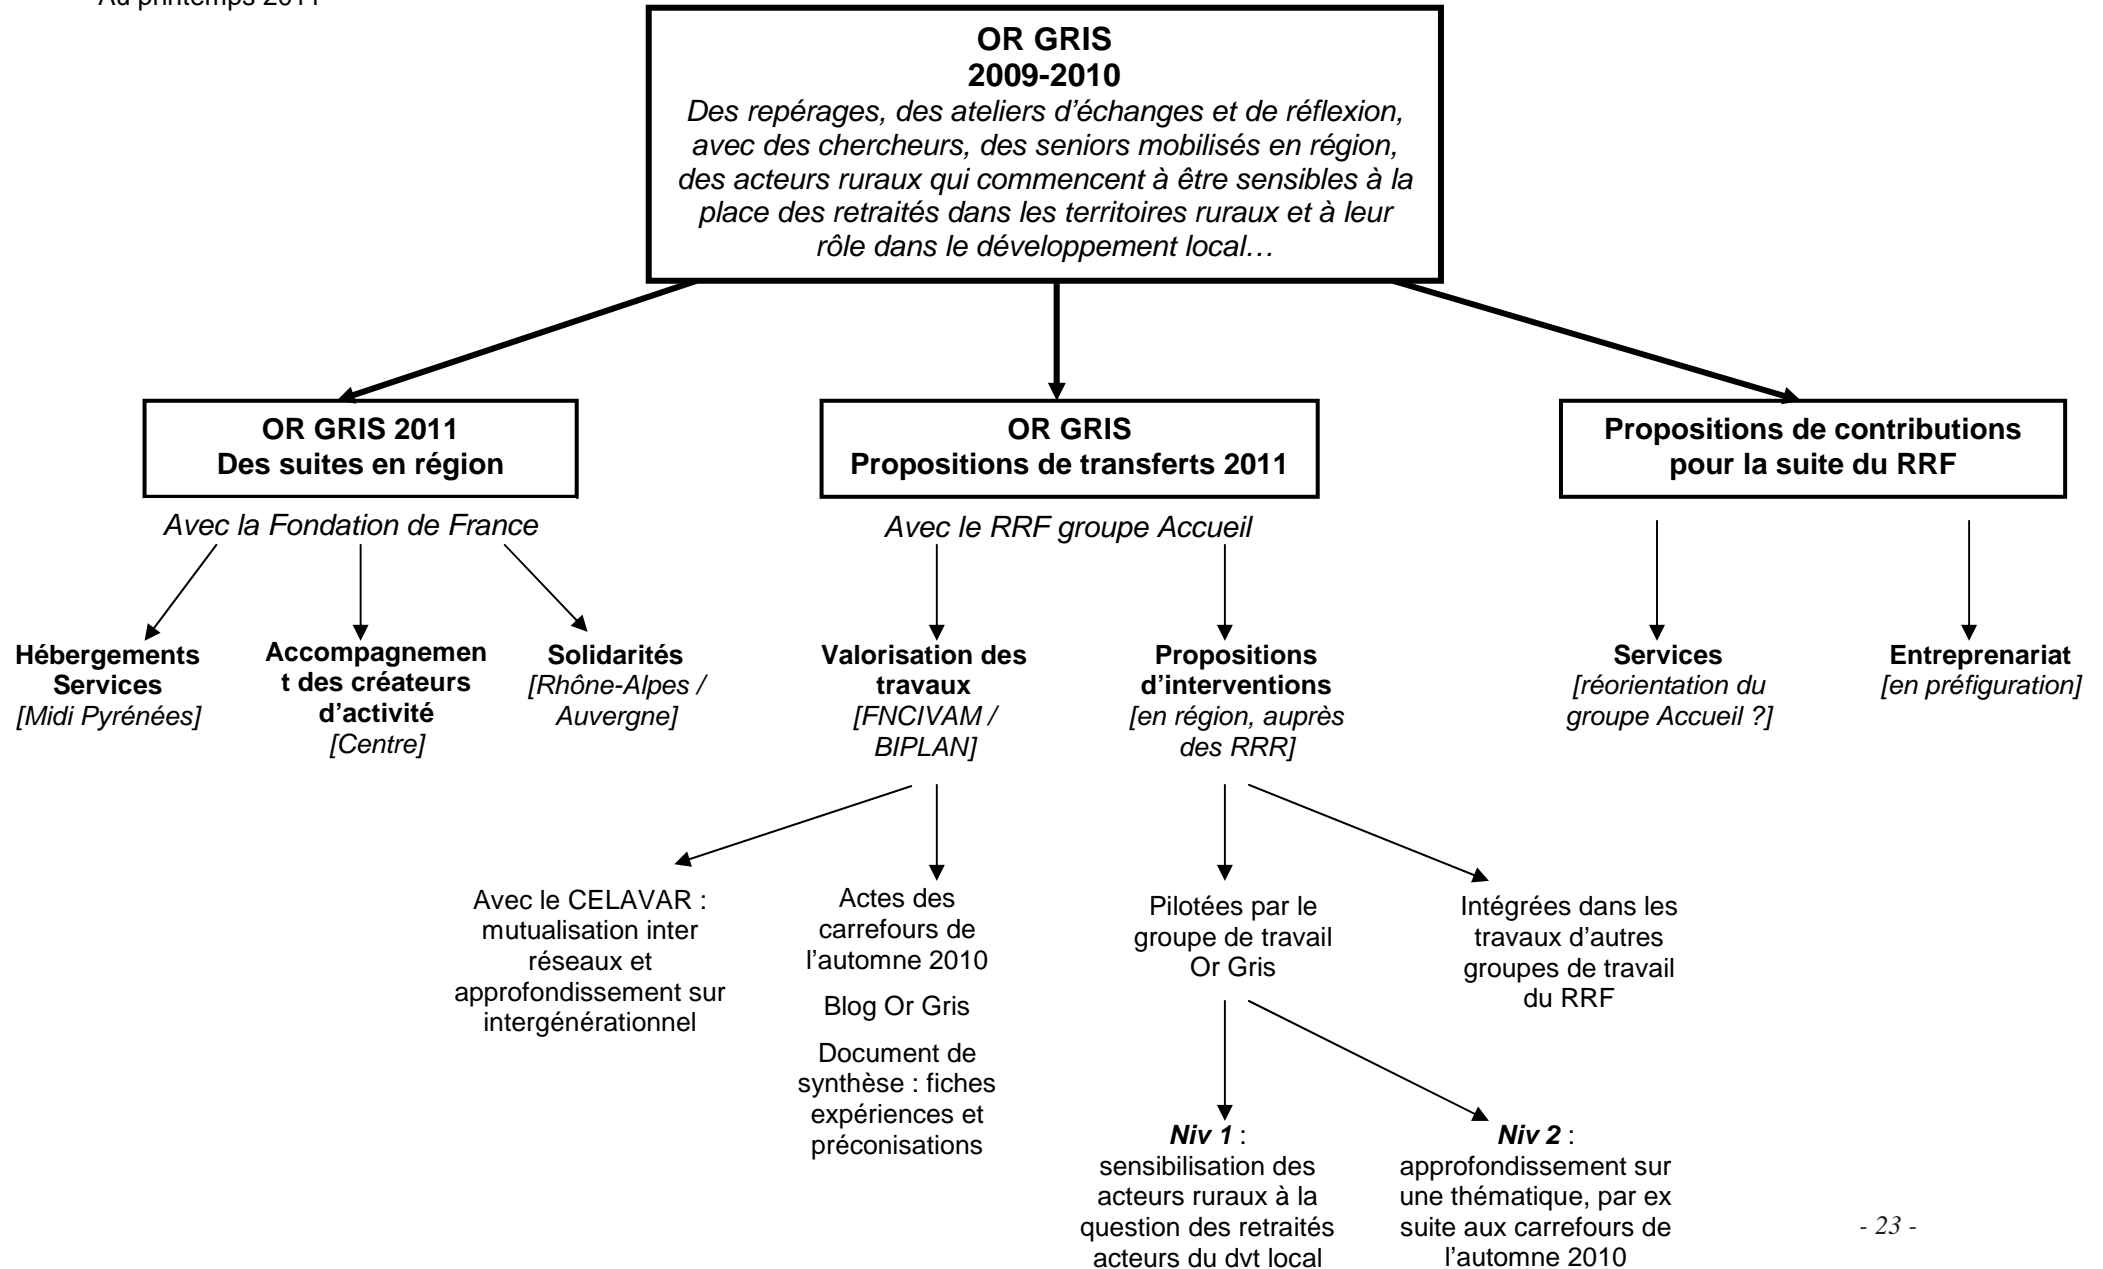 Au printemps 2011
OR GRIS
2009-2010
Des repérages, des ateliers d’échanges et de réflexion,
avec des chercheurs, des seniors mobilisés en région,
des acteurs ruraux qui commencent à être sensibles à la
place des retraités dans les territoires ruraux et à leur
rôle dans le développement local…
OR GRIS 2011
Des suites en région
OR GRIS
Propositions de transferts 2011
Propositions de contributions
pour la suite du RRF
Avec la Fondation de France
Avec le RRF groupe Accueil
Hébergements
Services
[Midi Pyrénées]
Accompagnemen
t des créateurs
d’activité
[Centre]
Solidarités
[Rhône-Alpes /
Auvergne]
Valorisation des
travaux
[FNCIVAM /
BIPLAN]
Propositions
d’interventions
[en région, auprès
des RRR]
Services
[réorientation du
groupe Accueil ?]
Entreprenariat
[en préfiguration]
Avec le CELAVAR :
mutualisation inter
réseaux et
approfondissement sur
intergénérationnel
Actes des
carrefours de
l’automne 2010
Blog Or Gris
Document de
synthèse : fiches
expériences et
préconisations
Pilotées par le
groupe de travail
Or Gris
Intégrées dans les
travaux d’autres
groupes de travail
du RRF
Niv 1 :
sensibilisation des
acteurs ruraux à la
question des retraités
acteurs du dvt local
Niv 2 :
approfondissement sur
une thématique, par ex
suite aux carrefours de
l’automne 2010
- 23 -